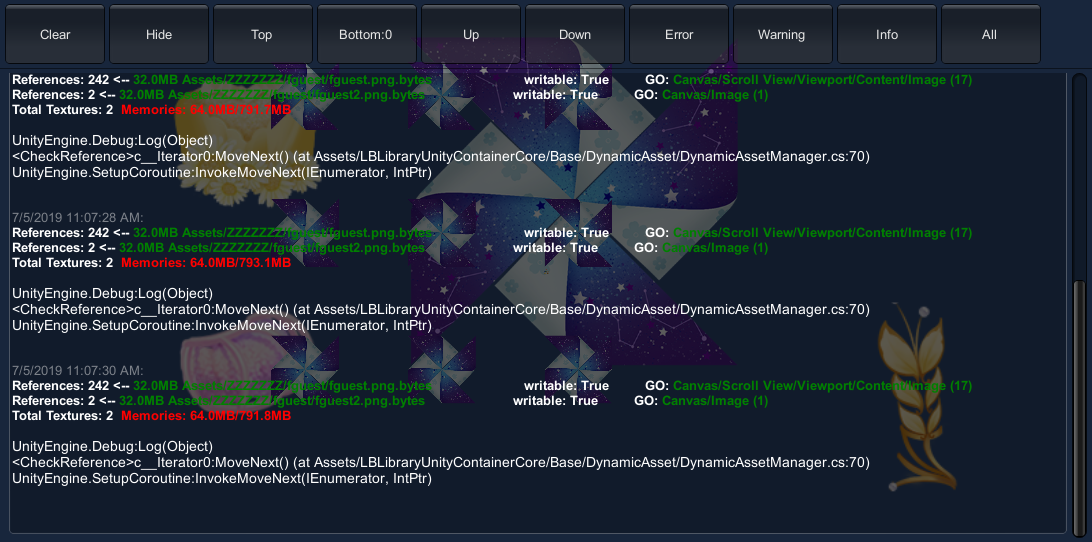 Clear Hide Top Bottom:0 Up Down Error Warning Info All
References: 242 <-- 32.0MB Assets/ZZZZZZZ/fguest/fguest.png.bytes writable: True GO: Canvas/Scroll View/Viewport/Content/Image (17)
References: 2 <-- 32.0MB Assets/ZZZZZZZ/fguest/fguest2.png.bytes writable: True GO: Canvas/Image (1)
Total Textures: 2 Memories: 64.0MB/791.7MB
UnityEngine.Debug:Log(Object)
<CheckReference>c__Iterator0:MoveNext() (at Assets/LBLibraryUnityContainerCore/Base/DynamicAsset/DynamicAssetManager.cs:70)
UnityEngine.SetupCoroutine:InvokeMoveNext(IEnumerator, IntPtr)
7/5/2019 11:07:28 AM:
References: 242 <-- 32.0MB Assets/ZZZZZZZ/fguest/fguest.png.bytes writable: True GO: Canvas/Scroll View/Viewport/Content/Image (17)
References: 2 <-- 32.0MB Assets/ZZZZZZZ/fguest/fguest2.png.bytes writable: True GO: Canvas/Image (1)
Total Textures: 2 Memories: 64.0MB/793.1MB
UnityEngine.Debug:Log(Object)
<CheckReference>c__Iterator0:MoveNext() (at Assets/LBLibraryUnityContainerCore/Base/DynamicAsset/DynamicAssetManager.cs:70)
UnityEngine.SetupCoroutine:InvokeMoveNext(IEnumerator, IntPtr)
7/5/2019 11:07:30 AM:
References: 242 <-- 32.0MB Assets/ZZZZZZZ/fguest/fguest.png.bytes writable: True GO: Canvas/Scroll View/Viewport/Content/Image (17)
References: 2 <-- 32.0MB Assets/ZZZZZZZ/fguest/fguest2.png.bytes writable: True GO: Canvas/Image (1)
Total Textures: 2 Memories: 64.0MB/791.8MB
UnityEngine.Debug:Log(Object)
<CheckReference>c__Iterator0:MoveNext() (at Assets/LBLibraryUnityContainerCore/Base/DynamicAsset/DynamicAssetManager.cs:70)
UnityEngine.SetupCoroutine:InvokeMoveNext(IEnumerator, IntPtr)